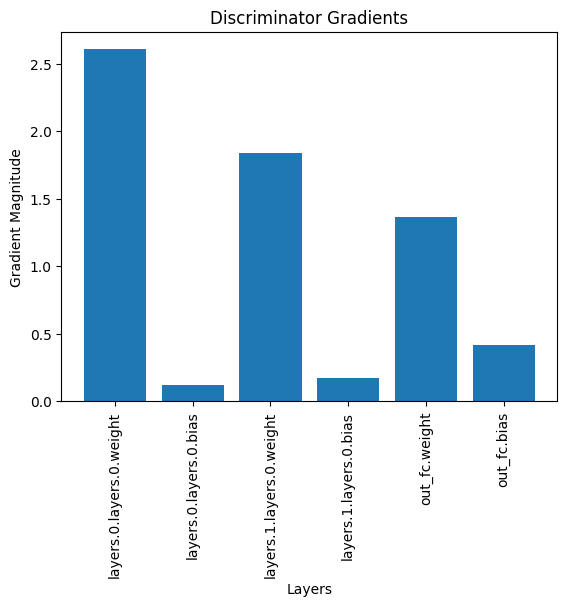 Discriminator Gradients
Gradient Magnitude
2.5
2.0
1.5
1.0
0.5
0.0
layers.0.layers.0.weight
layers.0.layers.0.bias
layers.1.layers.0.weight
layers.1.layers.0.bias
out_fc.weight
out_fc.bias
Layers